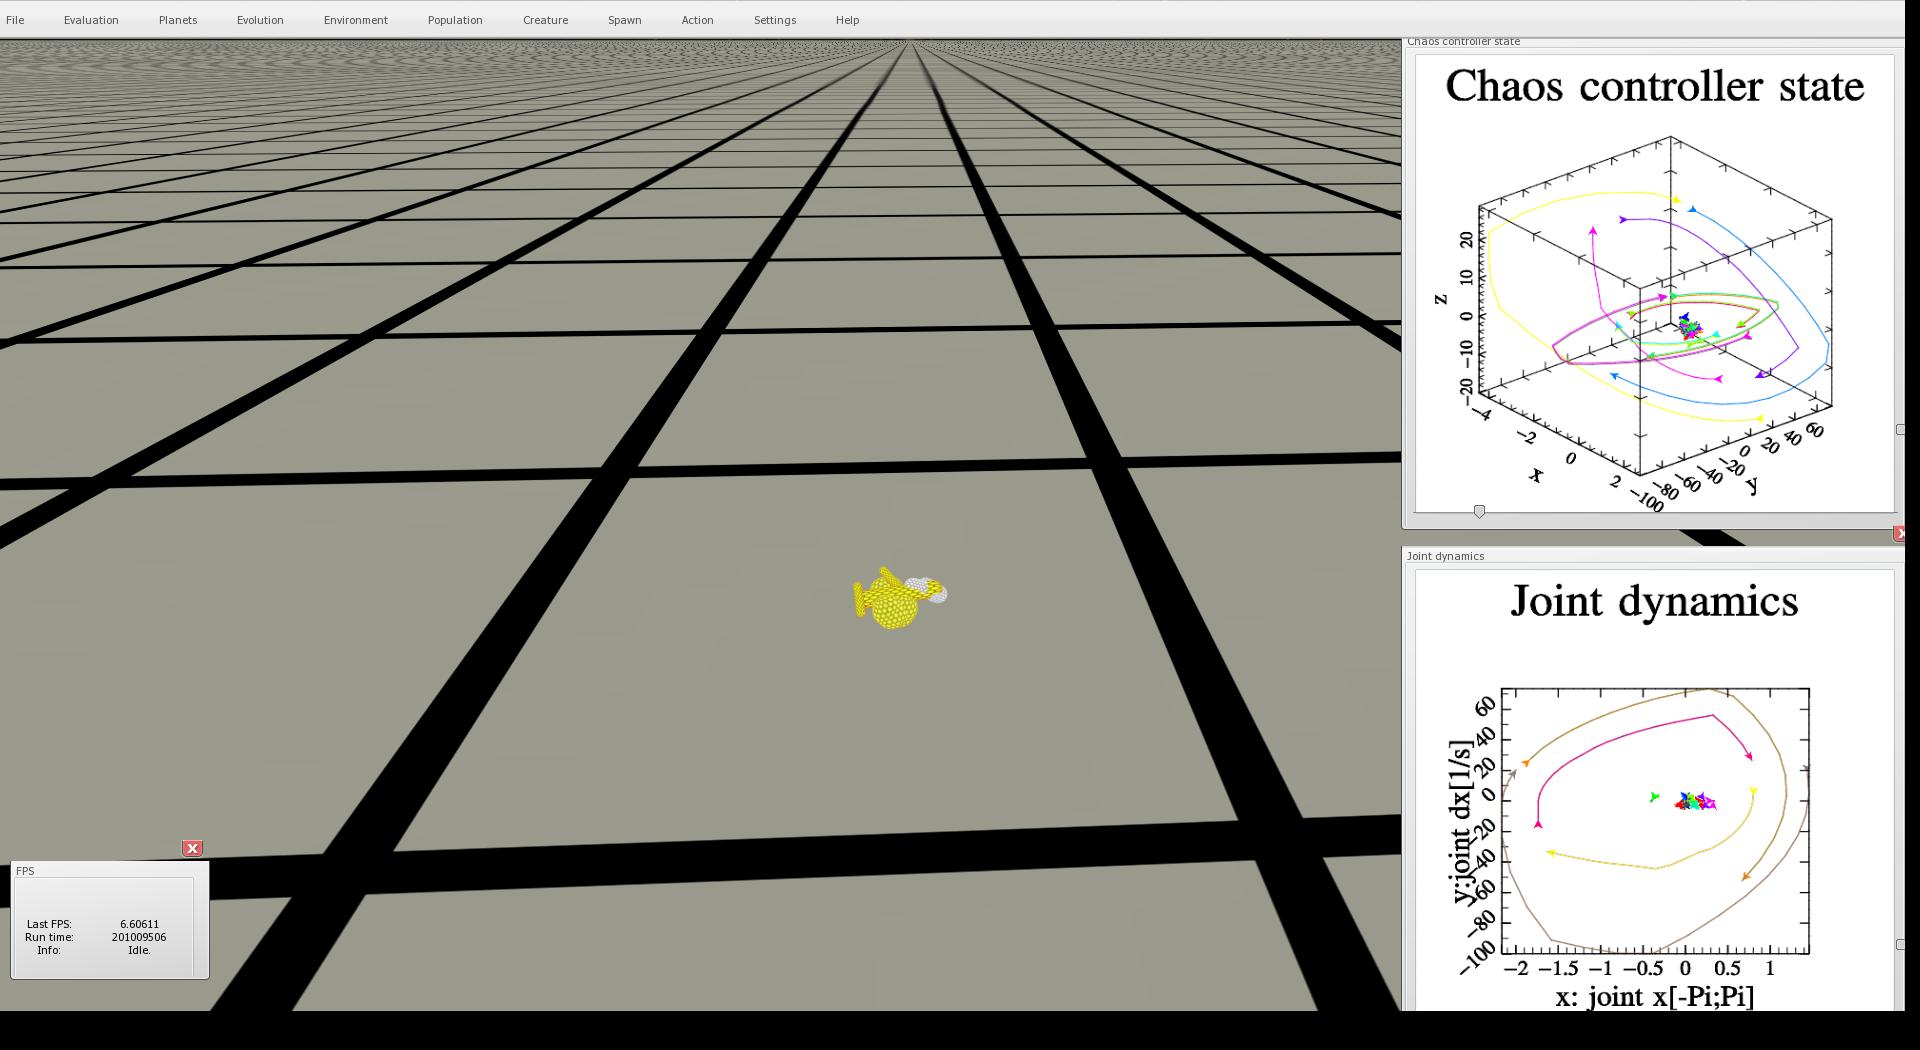 File Evaluation Planets Evolution Environment Population Creature Spawn Action Settings Help
Chaos controller state
Chaos controller state
z
20
10
0
−10
−20
−4
−2
0
2
x
−100
−80
−60
−40
−20
0
20
40
60
y
Joint dynamics
Joint dynamics
y:joint dx[1/s]
60
40
20
0
−20
−40
−60
−80
−100
−2 −1.5 −1 −0.5 0 0.5 1
x: joint x[-Pi;Pi]
x
FPS
Last FPS: 6.60611
Run time: 201009506
Info: Idle.